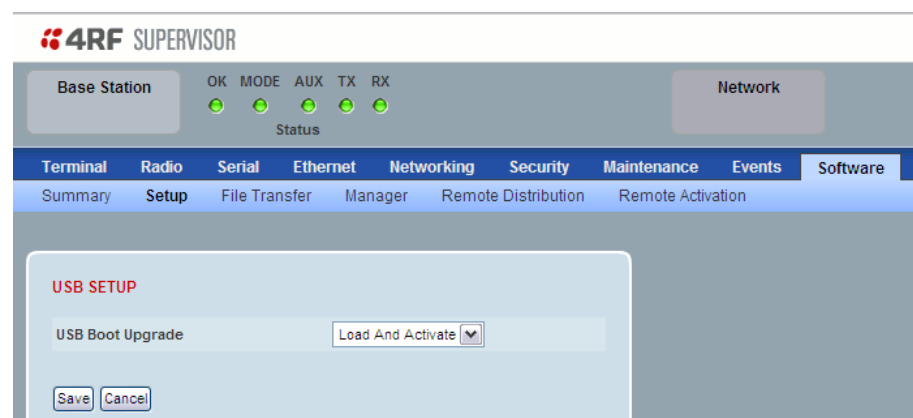 4RF SUPERVISOR
Base Station
OK MODE AUX TX RX
Status
Network
Terminal Radio Serial Ethernet Networking Security Maintenance Events Software
Summary Setup File Transfer Manager Remote Distribution Remote Activation
USB SETUP
USB Boot Upgrade Load And Activate
Save Cancel